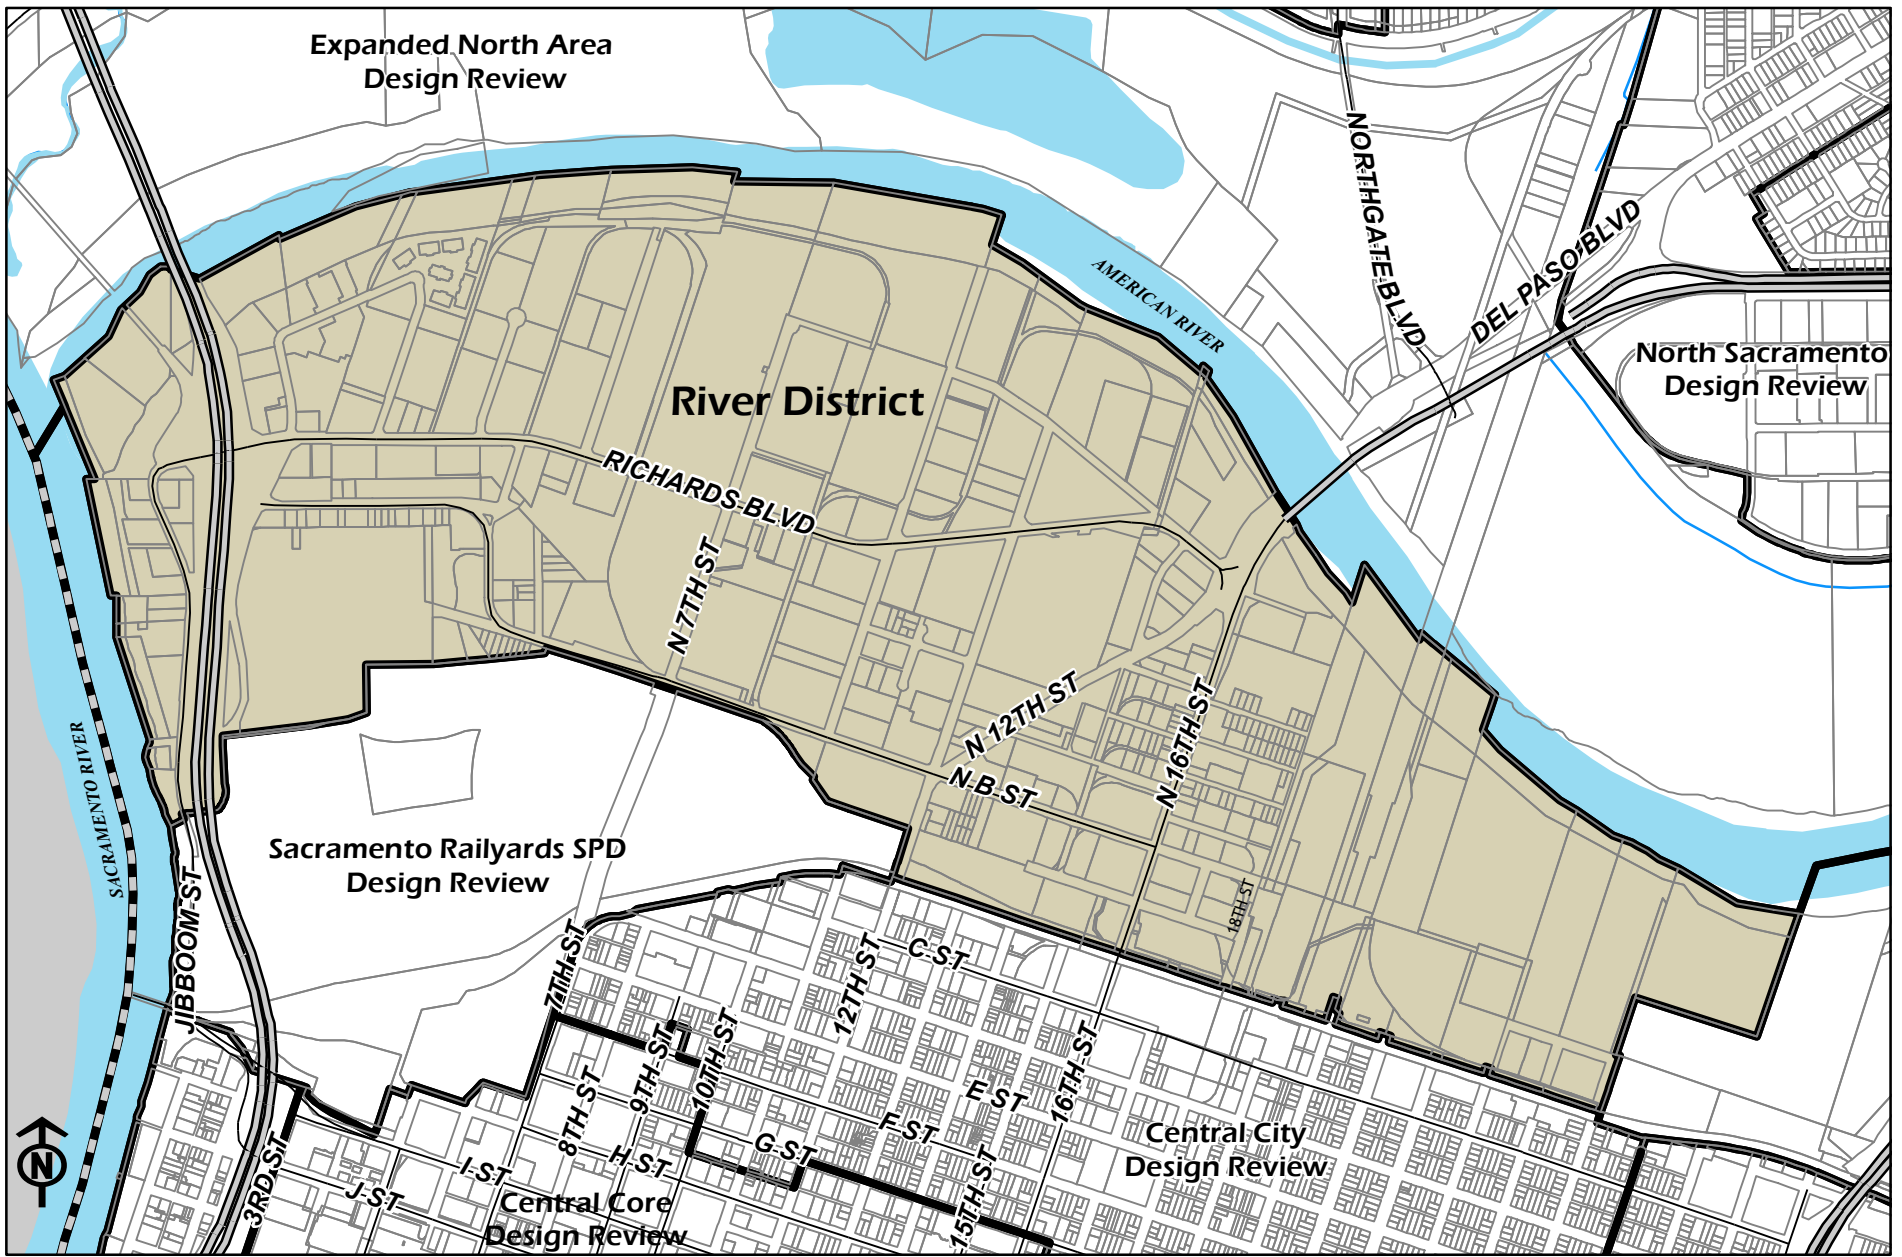 Expanded North Area
Design Review
NORTHGATE BLVD
DEL PASO BLVD
AMERICAN RIVER
North Sacramento
Design Review
River District
RICHARDS BLVD
N 7TH ST
N 12TH ST
N 16TH ST
N B ST
SACRAMENTO RIVER
Sacramento Railyards SPD
Design Review
JIBBOOM ST
18TH ST
7TH ST
12TH ST
C ST
9TH ST
10TH ST
8TH ST
16TH ST
E ST
F ST
G ST
H ST
I ST
J ST
3RD ST
15TH ST
Central City
Design Review
Central Core
Design Review
N